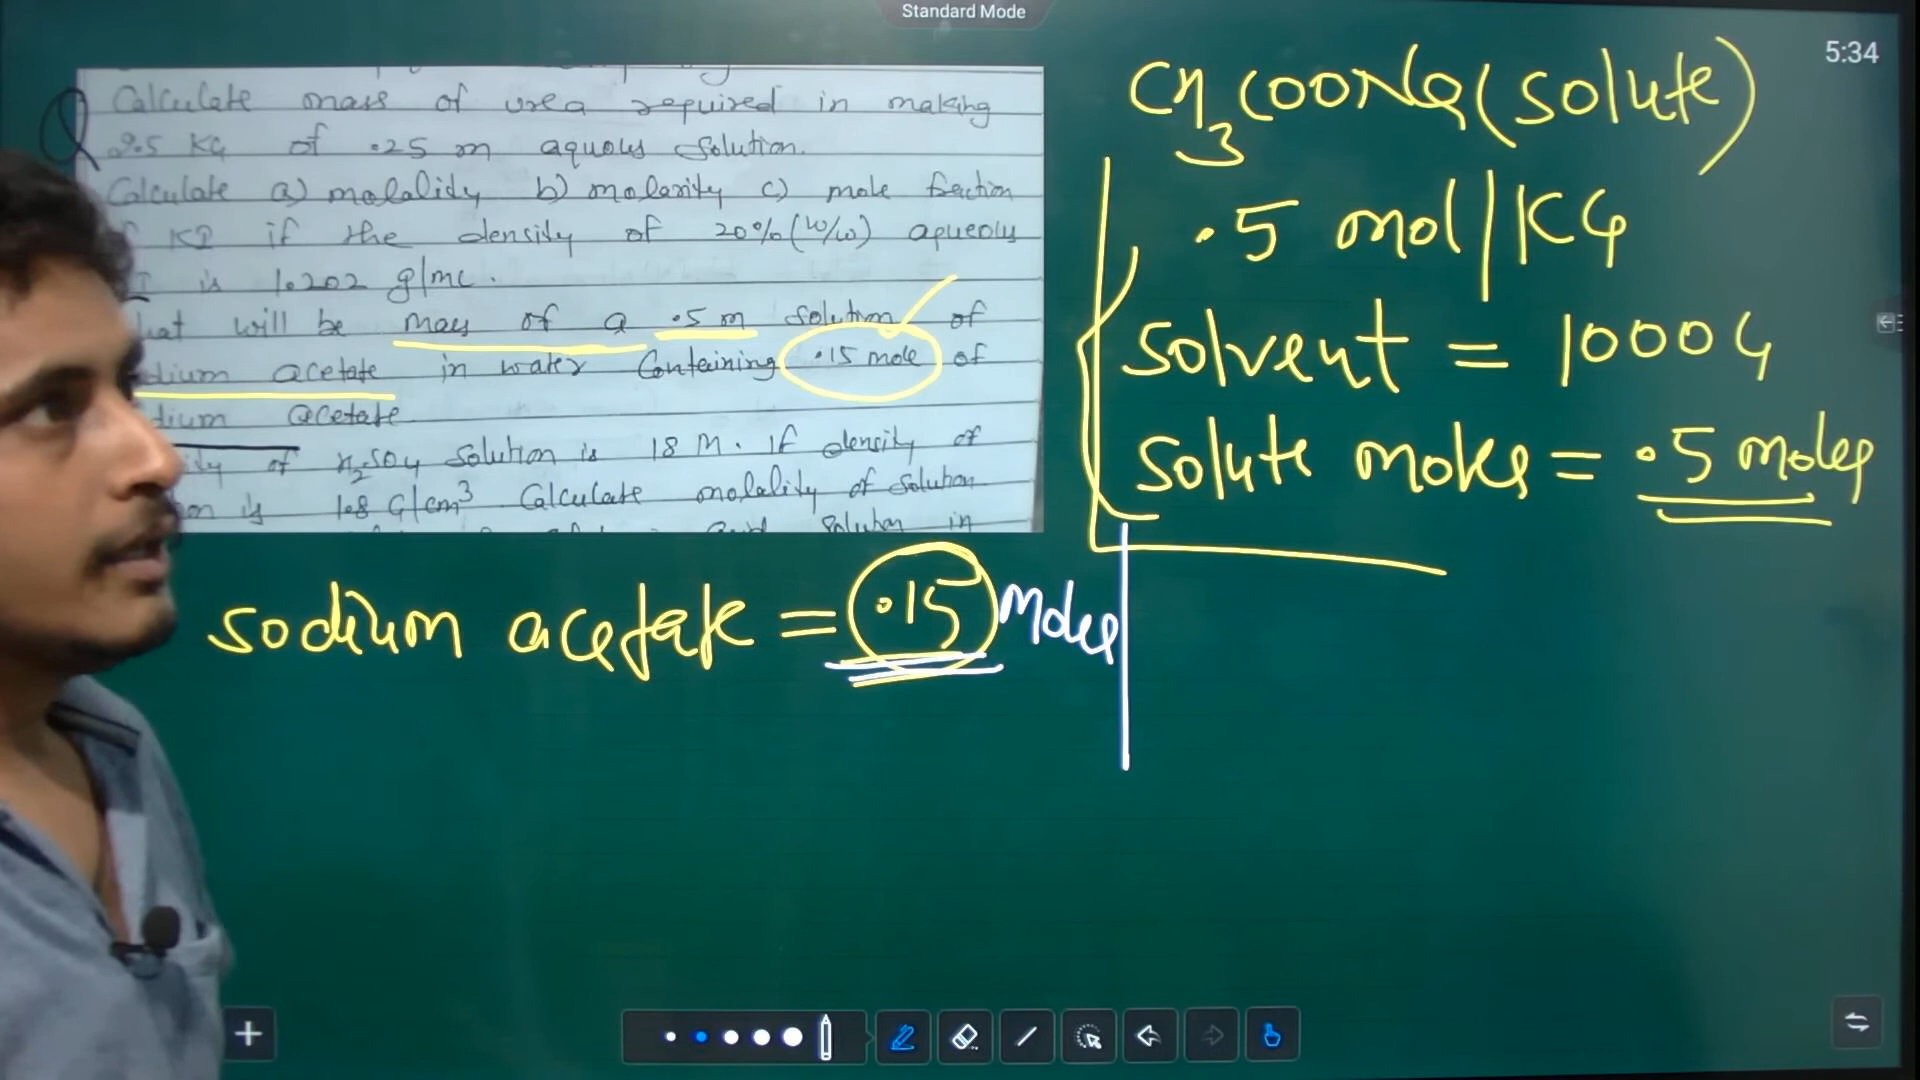 Standard Mode
5:34
Calculate mass of urea required in making
2.5 KG of .25 m aquous solution.
Calculate a) molality b) molarity c) mole fraction
KI if the density of 20% (w/w) aqueous
is 1.202 g/mL.
will be mass of a .5 m solution of
acetate in water Containing .15 mole of
acetate
of H2SO4 solution is 18 M. If density of
is 1.8 G/cm3 Calculate molality of solution
solution in
CH3COONa (solute)
.5 mol/KG
solvent = 1000 G
solute moles = .5 moles
sodium acetate = .15 moles